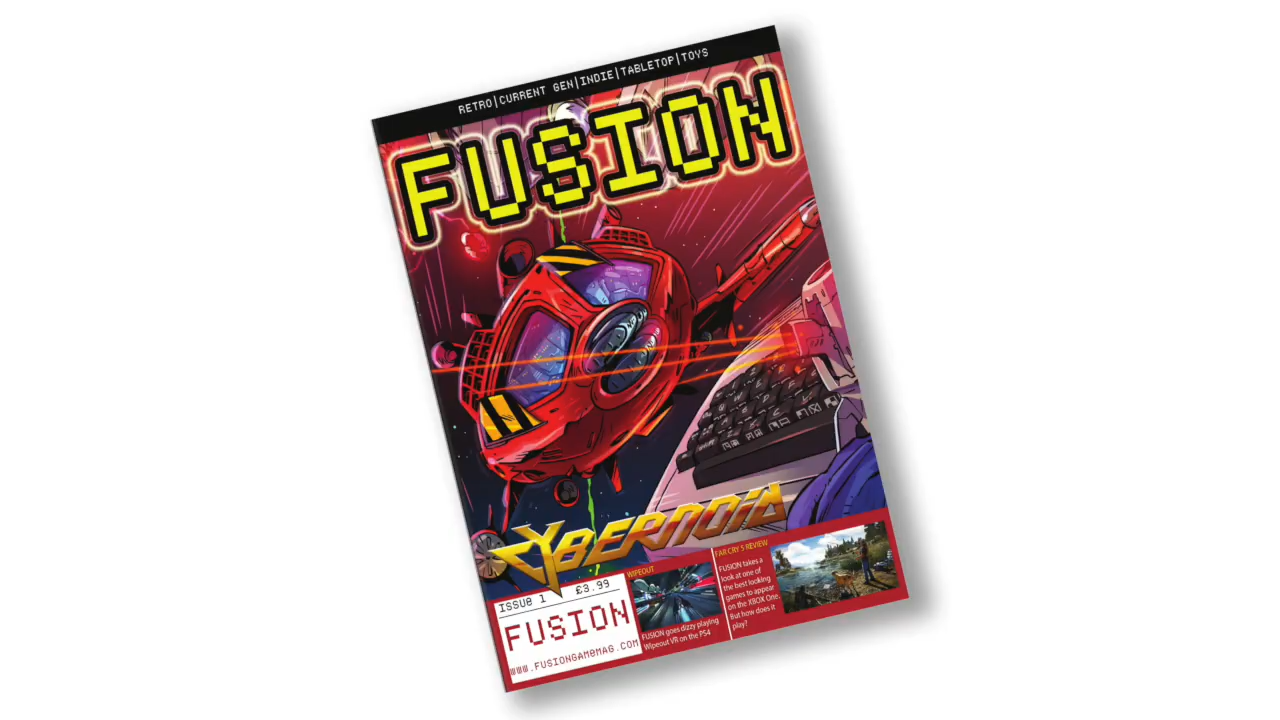 RETRO|CURRENT GEN|INDIE|TABLETOP|TOYS
FUSION
CYBERNOID
ISSUE 1 £3.99
FUSION
WWW.FUSIONGAMEMAG.COM
WIPEOUT
FUSION goes dizzy playing
Wipeout VR on the PS4
FAR CRY 5 REVIEW
FUSION takes a
look at one of
the best looking
games to appear
on the XBOX One.
But how does it
play?